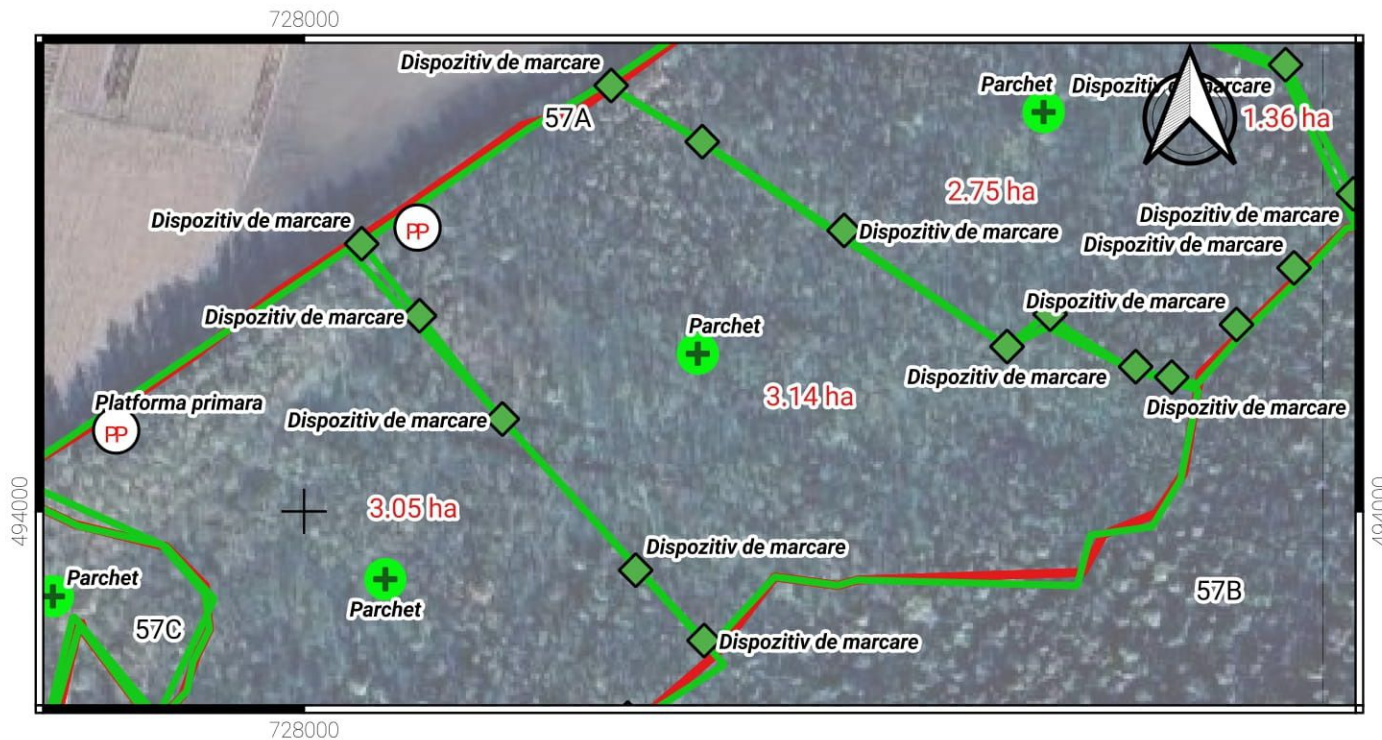 728000
Dispozitiv de marcare
Parchet
Dispozitiv de marcare
57A
1.36 ha
2.75 ha
Dispozitiv de marcare
Dispozitiv de marcare
PP
Dispozitiv de marcare
Dispozitiv de marcare
Dispozitiv de marcare
Dispozitiv de marcare
Parchet
Dispozitiv de marcare
3.14 ha
Platforma primara
Dispozitiv de marcare
Dispozitiv de marcare
PP
494000
3.05 ha
494000
Dispozitiv de marcare
Parchet
Parchet
57B
57C
Dispozitiv de marcare
728000